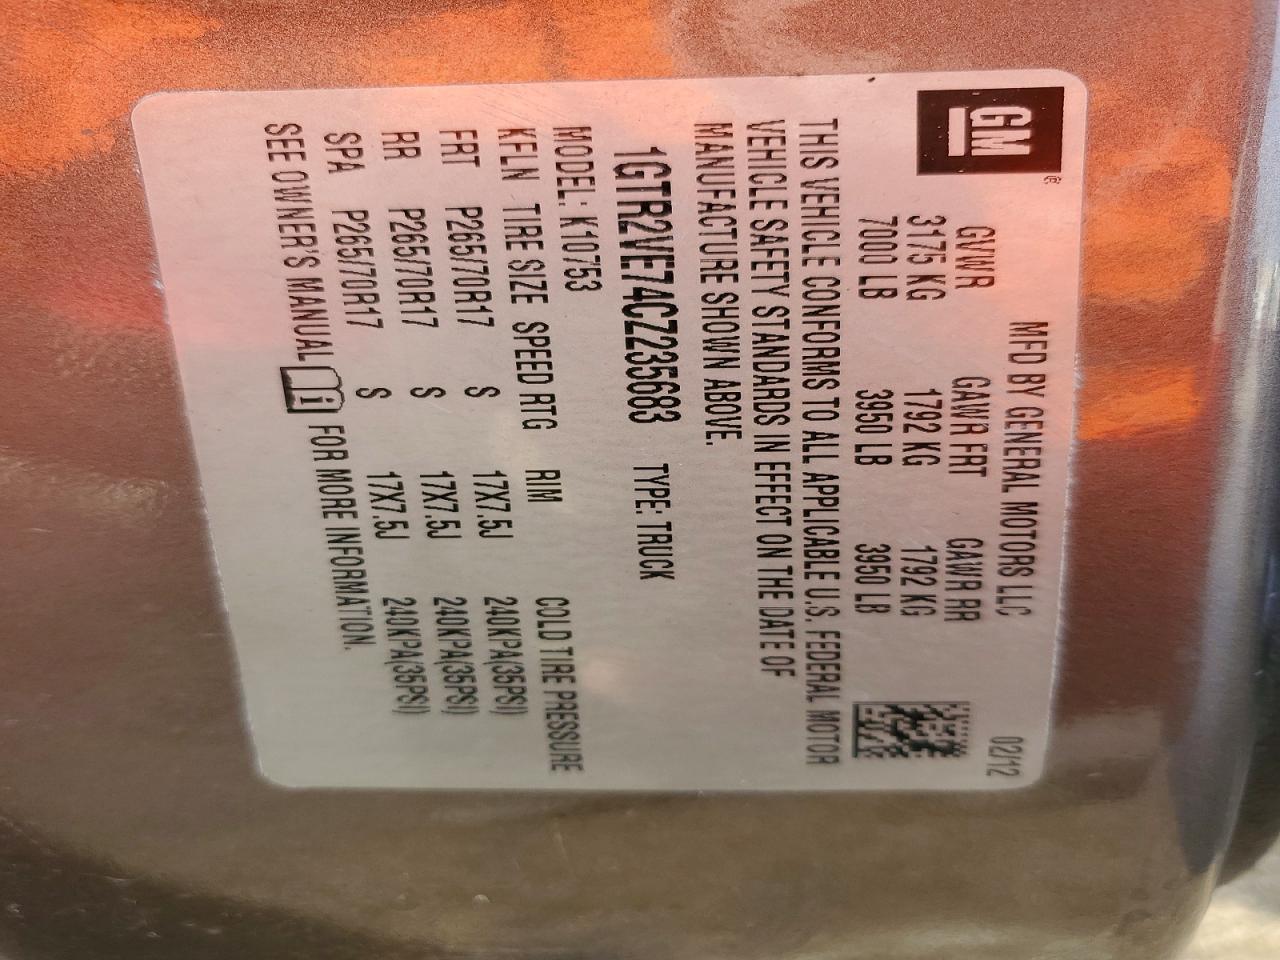 GM
MFD BY GENERAL MOTORS LLC 02/12
GVWR GAWR FRT GAWR RR
3175 KG 1792 KG 1792 KG
7000 LB 3950 LB 3950 LB
THIS VEHICLE CONFORMS TO ALL APPLICABLE U.S. FEDERAL MOTOR
VEHICLE SAFETY STANDARDS IN EFFECT ON THE DATE OF
MANUFACTURE SHOWN ABOVE.
1GTR2VE74CZ235683 TYPE: TRUCK
MODEL: K10753
KFLN TIRE SIZE SPEED RTG RIM COLD TIRE PRESSURE
FRT P265/70R17 S 17X7.5J 240KPA(35PSI)
RR P265/70R17 S 17X7.5J 240KPA(35PSI)
SPA P265/70R17 S 17X7.5J 240KPA(35PSI)
SEE OWNER'S MANUAL i FOR MORE INFORMATION.